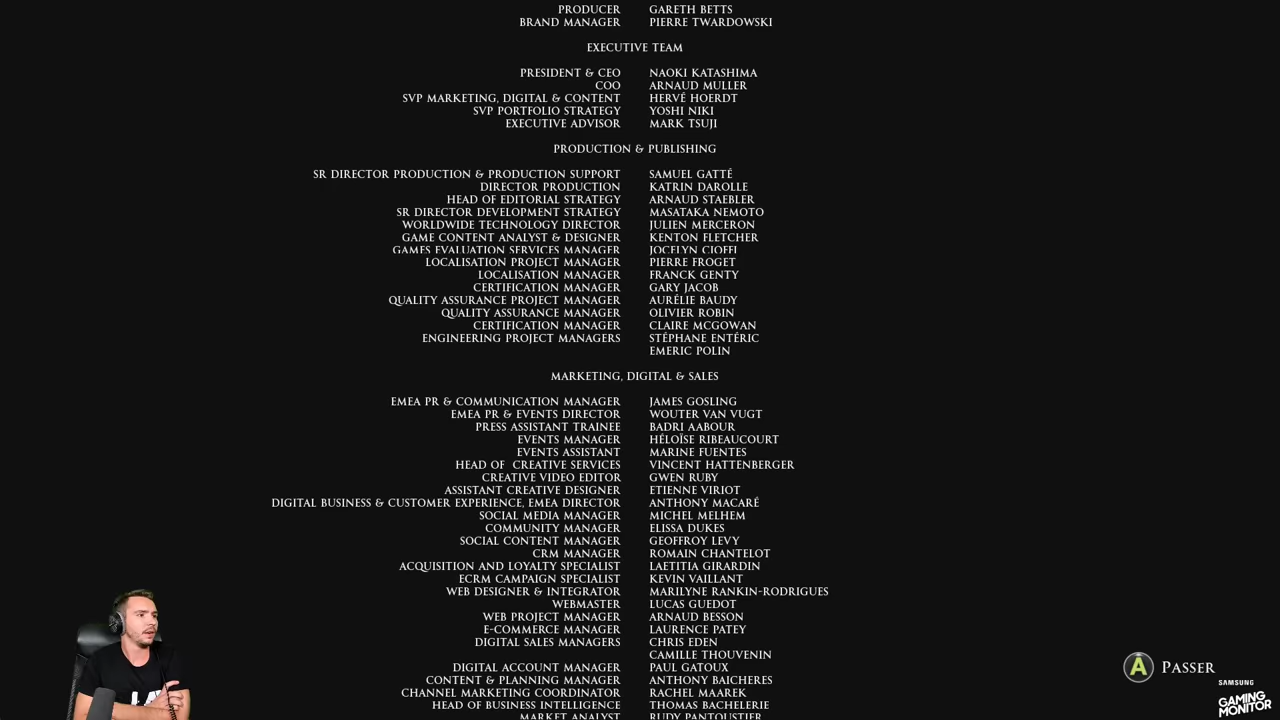 PRODUCER GARETH BETTS
BRAND MANAGER PIERRE TWARDOWSKI
EXECUTIVE TEAM
PRESIDENT & CEO NAOKI KATASHIMA
COO ARNAUD MULLER
SVP MARKETING, DIGITAL & CONTENT HERVÉ HOERDT
SVP PORTFOLIO STRATEGY YOSHI NIKI
EXECUTIVE ADVISOR MARK TSUJI
PRODUCTION & PUBLISHING
SR DIRECTOR PRODUCTION & PRODUCTION SUPPORT SAMUEL GATTÉ
DIRECTOR PRODUCTION KATRIN DAROLLE
HEAD OF EDITORIAL STRATEGY ARNAUD STAEBLER
SR DIRECTOR DEVELOPMENT STRATEGY MASATAKA NEMOTO
WORLDWIDE TECHNOLOGY DIRECTOR JULIEN MERCERON
GAME CONTENT ANALYST & DESIGNER KENTON FLETCHER
GAMES EVALUATION SERVICES MANAGER JOCELYN CIOFFI
LOCALISATION PROJECT MANAGER PIERRE FROGET
LOCALISATION MANAGER FRANCK GENTY
CERTIFICATION MANAGER GARY JACOB
QUALITY ASSURANCE PROJECT MANAGER AURÉLIE BAUDY
QUALITY ASSURANCE MANAGER OLIVIER ROBIN
CERTIFICATION MANAGER CLAIRE MCGOWAN
ENGINEERING PROJECT MANAGERS STÉPHANE ENTÉRIC
EMERIC POLIN
MARKETING, DIGITAL & SALES
EMEA PR & COMMUNICATION MANAGER JAMES GOSLING
EMEA PR & EVENTS DIRECTOR WOUTER VAN VUGT
PRESS ASSISTANT TRAINEE BADRI AABOUR
EVENTS MANAGER HÉLOÏSE RIBEAUCOURT
EVENTS ASSISTANT MARINE FUENTES
HEAD OF CREATIVE SERVICES VINCENT HATTENBERGER
CREATIVE VIDEO EDITOR GWEN RUBY
ASSISTANT CREATIVE DESIGNER ETIENNE VIRIOT
DIGITAL BUSINESS & CUSTOMER EXPERIENCE, EMEA DIRECTOR ANTHONY MACARÉ
SOCIAL MEDIA MANAGER MICHEL MELHEM
COMMUNITY MANAGER ELISSA DUKES
SOCIAL CONTENT MANAGER GEOFFROY LEVY
CRM MANAGER ROMAIN CHANTELOT
ACQUISITION AND LOYALTY SPECIALIST LAETITIA GIRARDIN
ECRM CAMPAIGN SPECIALIST KEVIN VAILLANT
WEB DESIGNER & INTEGRATOR MARILYNE RANKIN-RODRIGUES
WEBMASTER LUCAS GUEDOT
WEB PROJECT MANAGER ARNAUD BESSON
E-COMMERCE MANAGER LAURENCE PATEY
DIGITAL SALES MANAGERS CHRIS EDEN
CAMILLE THOUVENIN
DIGITAL ACCOUNT MANAGER PAUL GATOUX
CONTENT & PLANNING MANAGER ANTHONY BAICHERES
CHANNEL MARKETING COORDINATOR RACHEL MAAREK
HEAD OF BUSINESS INTELLIGENCE THOMAS BACHELERIE
MARKET ANALYST RUDY PANTOUSTIER
A PASSER
SAMSUNG
GAMING
MONITOR